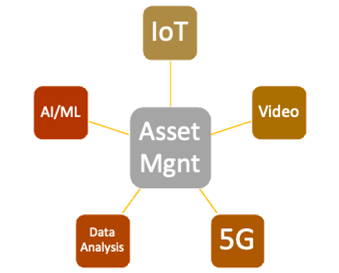 IoT
AI/ML
Video
Asset
Mgnt
Data
Analysis
5G